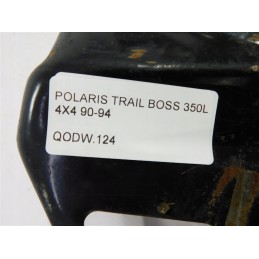 POLARIS TRAIL BOSS 350L
4X4 90-94
QODW.124